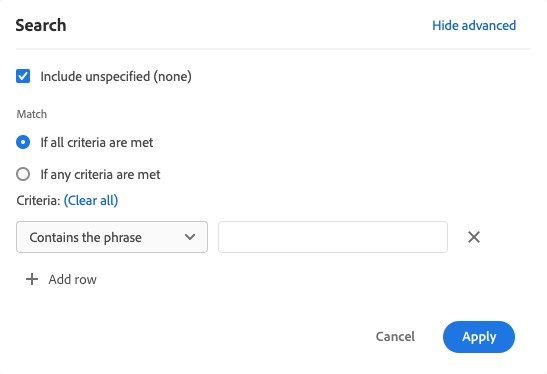 Search
Hide advanced
Include unspecified (none)
Match
If all criteria are met
If any criteria are met
Criteria: (Clear all)
Contains the phrase
Add row
Cancel
Apply